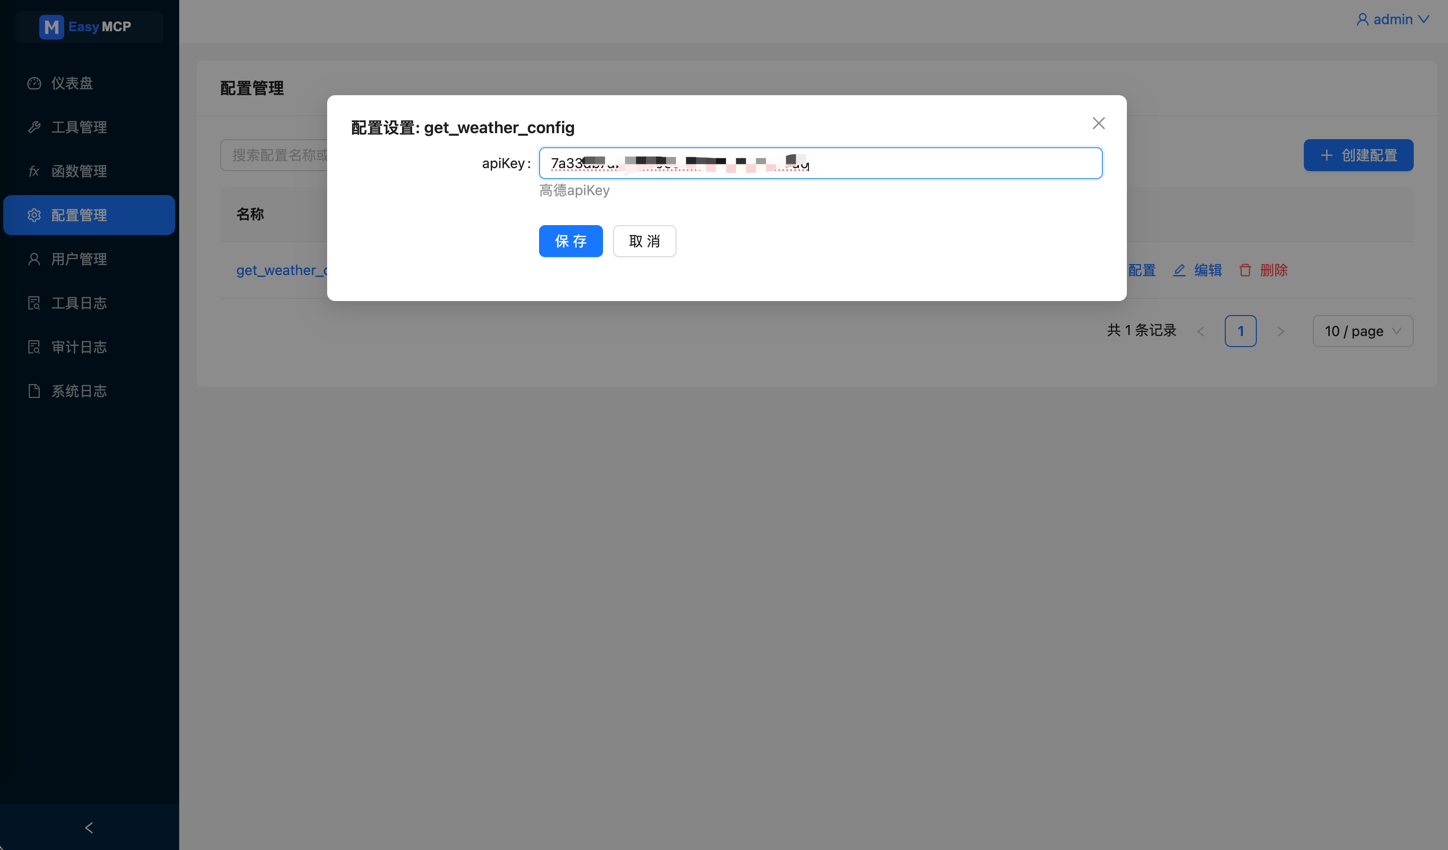 M Easy MCP
admin
仪表盘
工具管理
函数管理
配置管理
用户管理
工具日志
审计日志
系统日志
配置管理
搜索配置名称或
创建配置
名称
get_weather_c
配置 编辑 删除
共 1 条记录
1
10 / page
配置设置: get_weather_config
apiKey:
高德apiKey
保 存
取 消